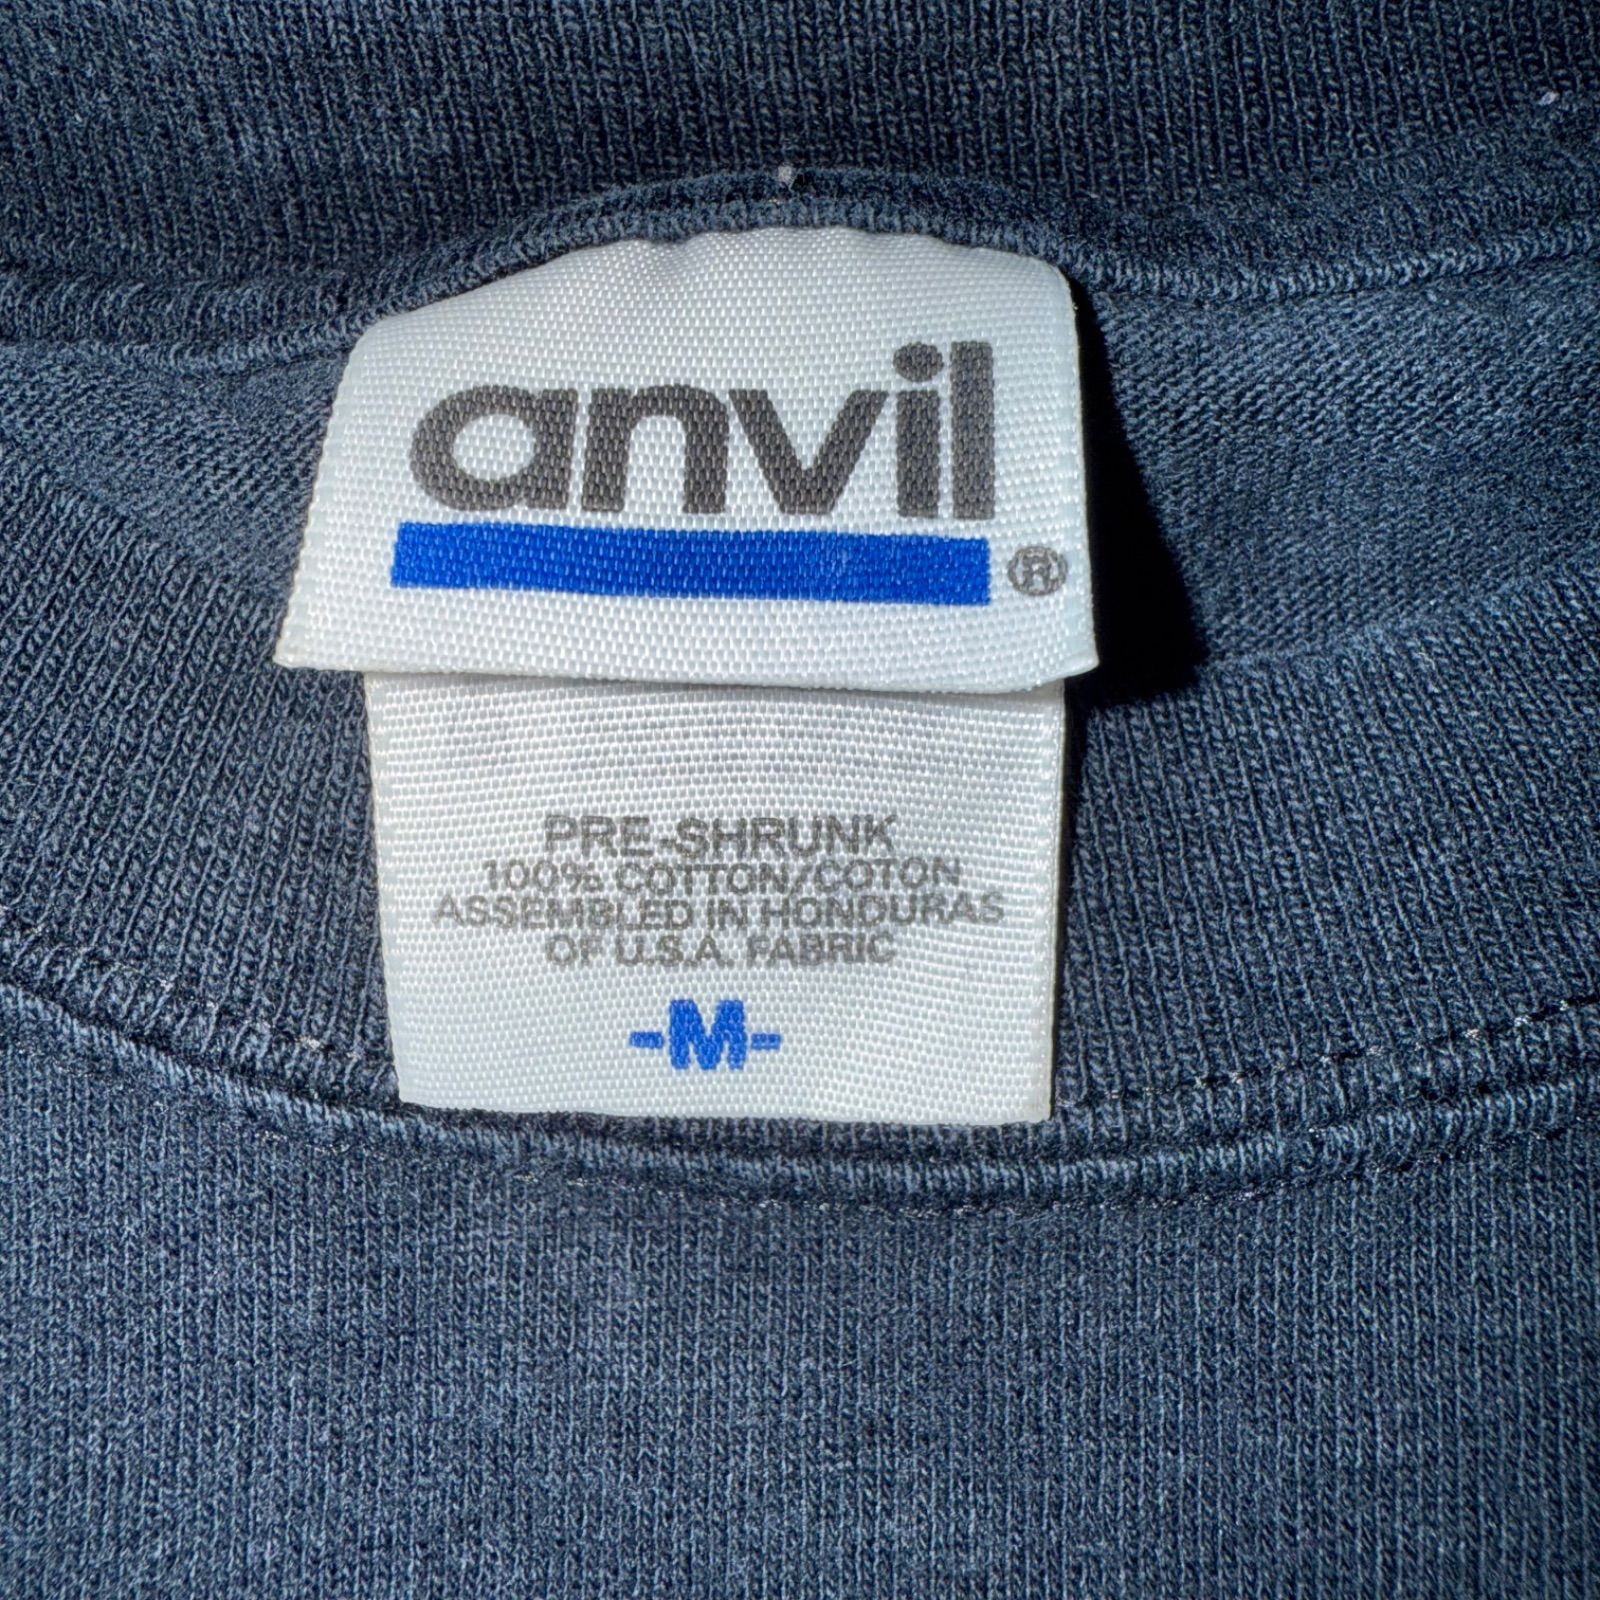 anvil
®
PRE-SHRUNK
100% COTTON/COTON
ASSEMBLED IN HONDURAS
OF U.S.A. FABRIC
-M-